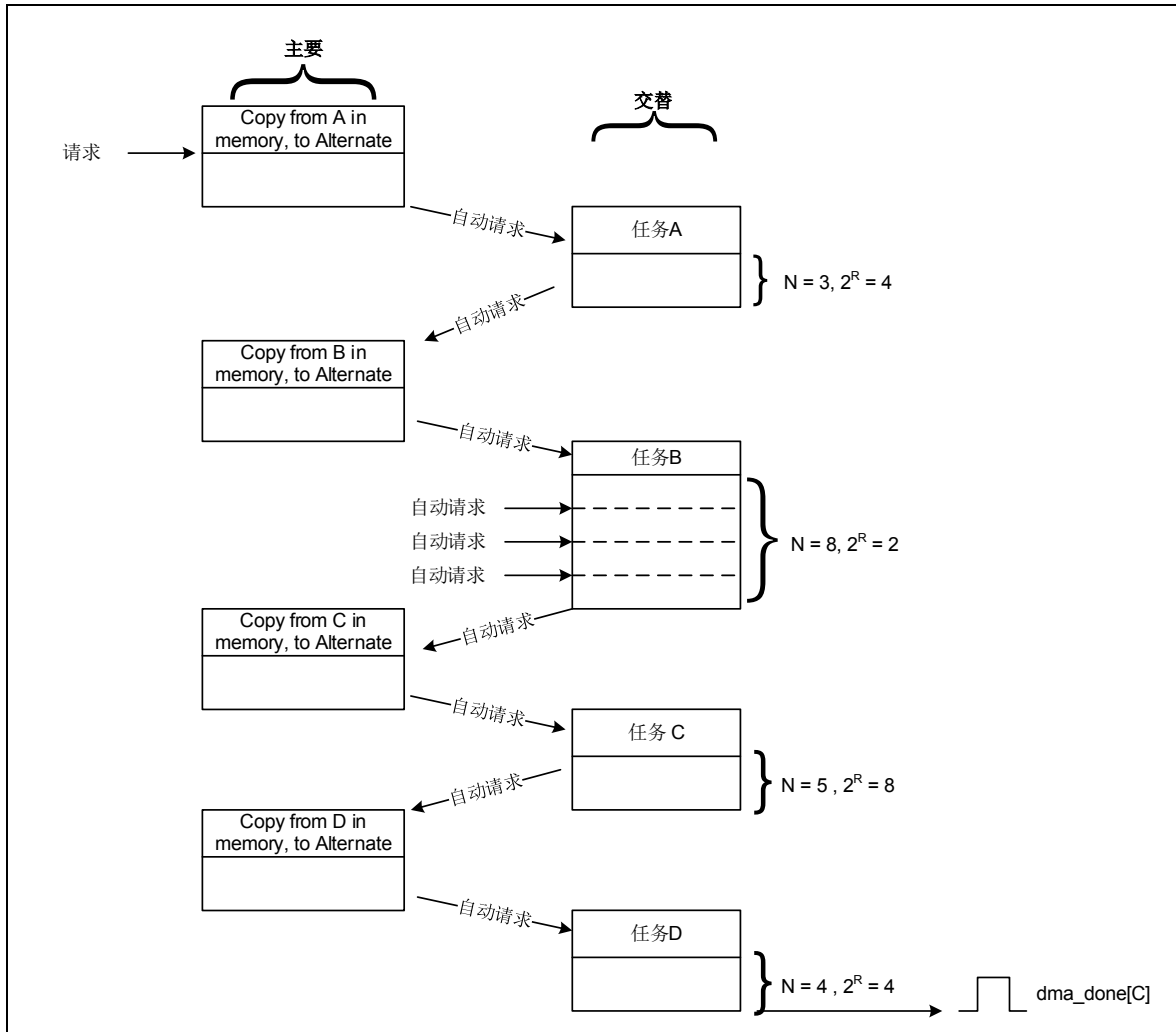 主要
Copy from A in
memory, to Alternate
交替
请求
自动请求
任务A
N = 3, 2^R = 4
自动请求
Copy from B in
memory, to Alternate
自动请求
任务B
自动请求
自动请求
自动请求
N = 8, 2^R = 2
Copy from C in
memory, to Alternate
自动请求
自动请求
任务 C
N = 5 , 2^R = 8
自动请求
Copy from D in
memory, to Alternate
自动请求
任务D
N = 4 , 2^R = 4
dma_done[C]